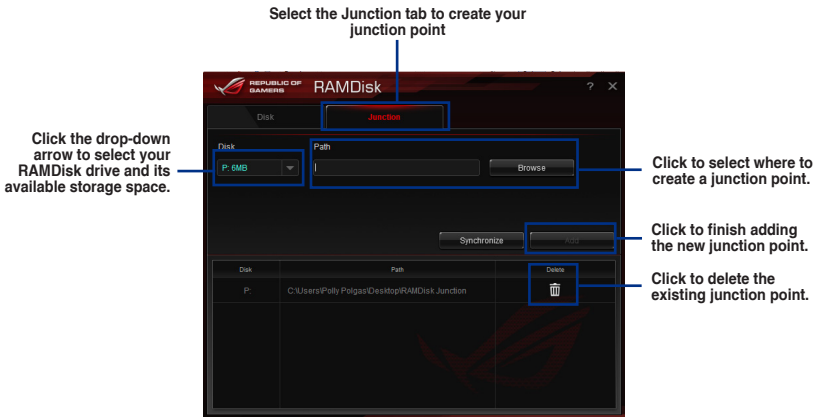 Select the Junction tab to create your
junction point
REPUBLIC OF
GAMERS
RAMDisk
?
Disk
Junction
Click the drop-down
arrow to select your
RAMDisk drive and its
available storage space.
Disk
Path
P: 6MB
Browse
Click to select where to
create a junction point.
Synchronize
Add
Click to finish adding
the new junction point.
Disk
Path
Delete
P:
C:\Users\Polly Polgas\Desktop\RAMDisk Junction
Click to delete the
existing junction point.